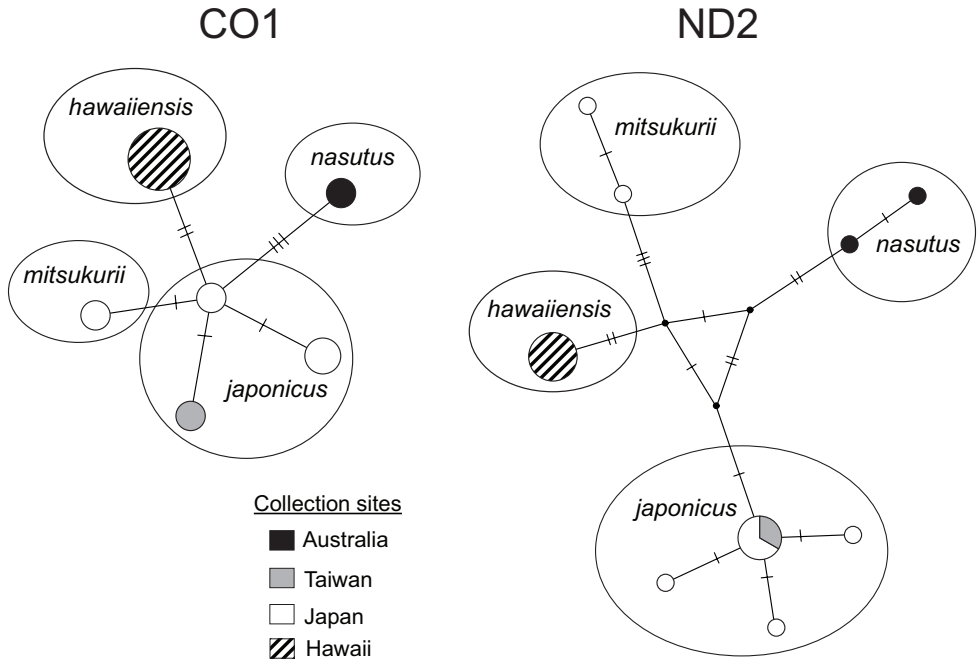 CO1
hawaiiensis
nasutus
mitsukurii
japonicus
ND2
mitsukurii
nasutus
hawaiiensis
japonicus
Collection sites
Australia
Taiwan
Japan
Hawaii